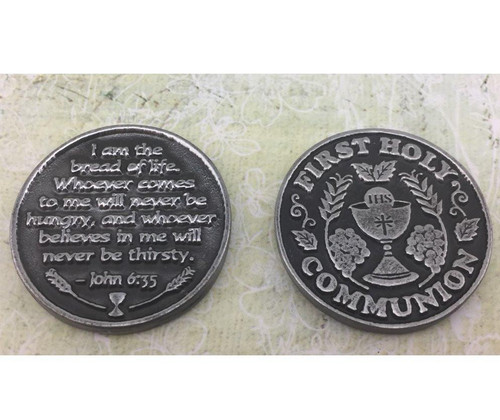 I am the
bread of life.
Whoever comes
to me will never be
hungry, and whoever
believes in me will
never be thirsty.
– John 6:35
FIRST HOLY
IHS
COMMUNION